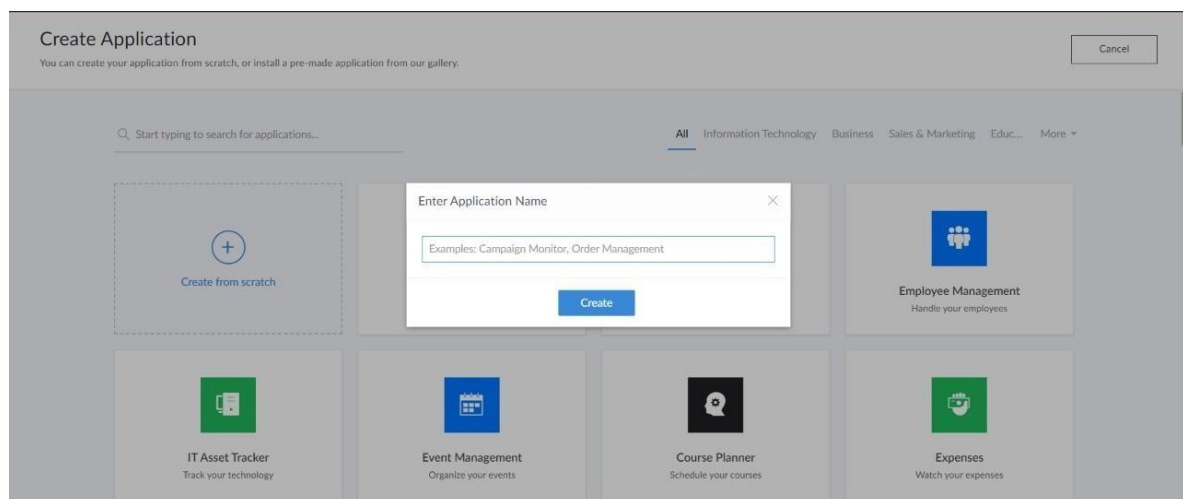 Create Application
Cancel
You can create your application from scratch, or install a pre-made application from our gallery.
Start typing to search for applications...
All Information Technology Business Sales & Marketing Educ... More
Enter Application Name
Examples: Campaign Monitor, Order Management
Create
Create from scratch
Employee Management
Handle your employees
IT Asset Tracker
Track your technology
Event Management
Organize your events
Course Planner
Schedule your courses
Expenses
Watch your expenses